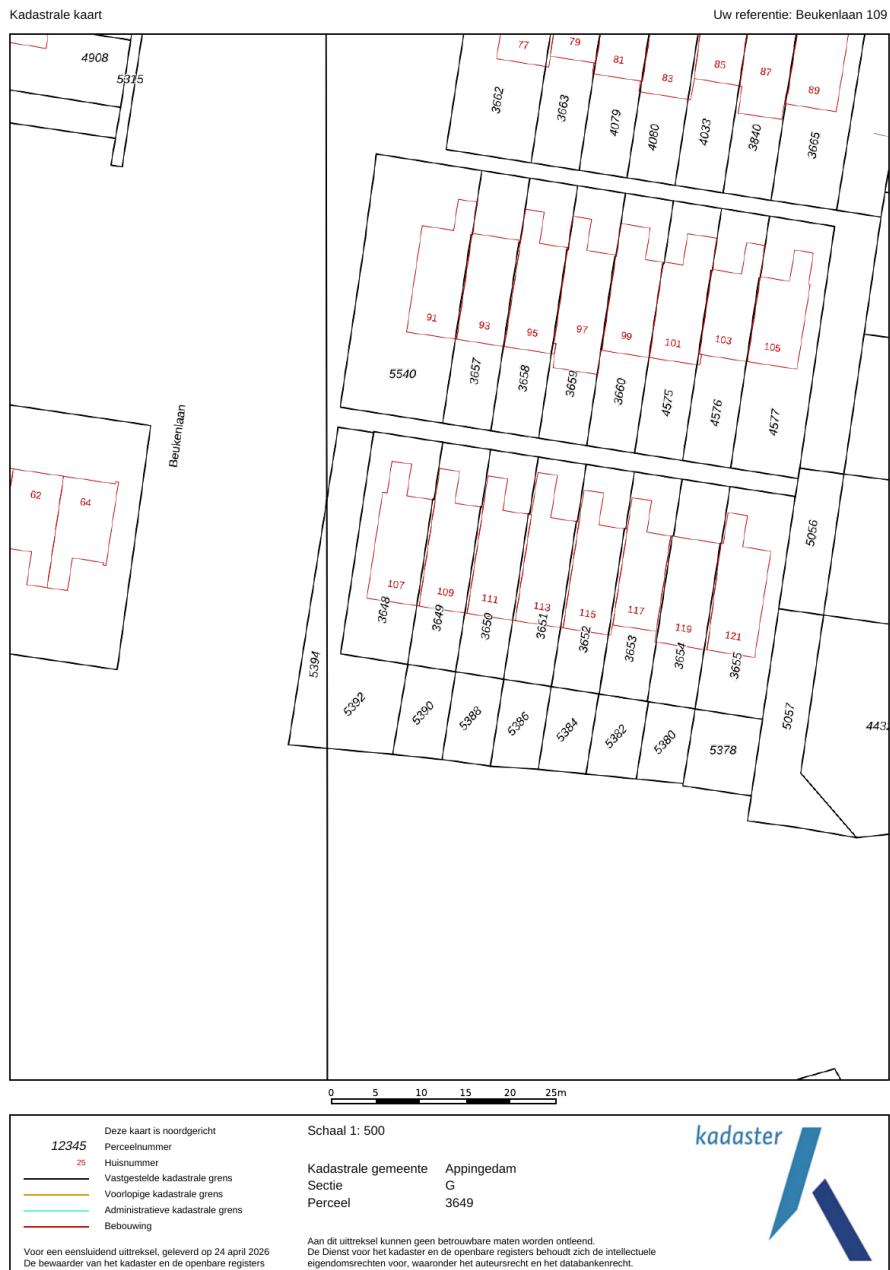 Kadastrale kaart
Uw referentie: Beukenlaan 109
4908
5315
77
79
81
83
85
87
89
3662
3663
4079
4080
4033
3840
3665
91
93
95
97
99
101
103
105
5540
3657
3658
3659
3660
4575
4576
4577
Beukenlaan
62
64
107
109
111
113
115
117
119
121
3648
3649
3650
3651
3652
3653
3654
3655
5056
5394
5392
5390
5388
5386
5384
5382
5380
5378
5057
0 5 10 15 20 25m
Deze kaart is noordgericht
12345 Perceelnummer
25 Huisnummer
Vastgestelde kadastrale grens
Voorlopige kadastrale grens
Administratieve kadastrale grens
Bebouwing
Voor een eensluidend uittreksel, geleverd op 24 april 2026
De bewaarder van het kadaster en de openbare registers
Schaal 1: 500
Kadastrale gemeente Appingedam
Sectie G
Perceel 3649
Aan dit uittreksel kunnen geen betrouwbare maten worden ontleend.
De Dienst voor het kadaster en de openbare registers behoudt zich de intellectuele
eigendomsrechten voor, waaronder het auteursrecht en het databankenrecht.
kadaster